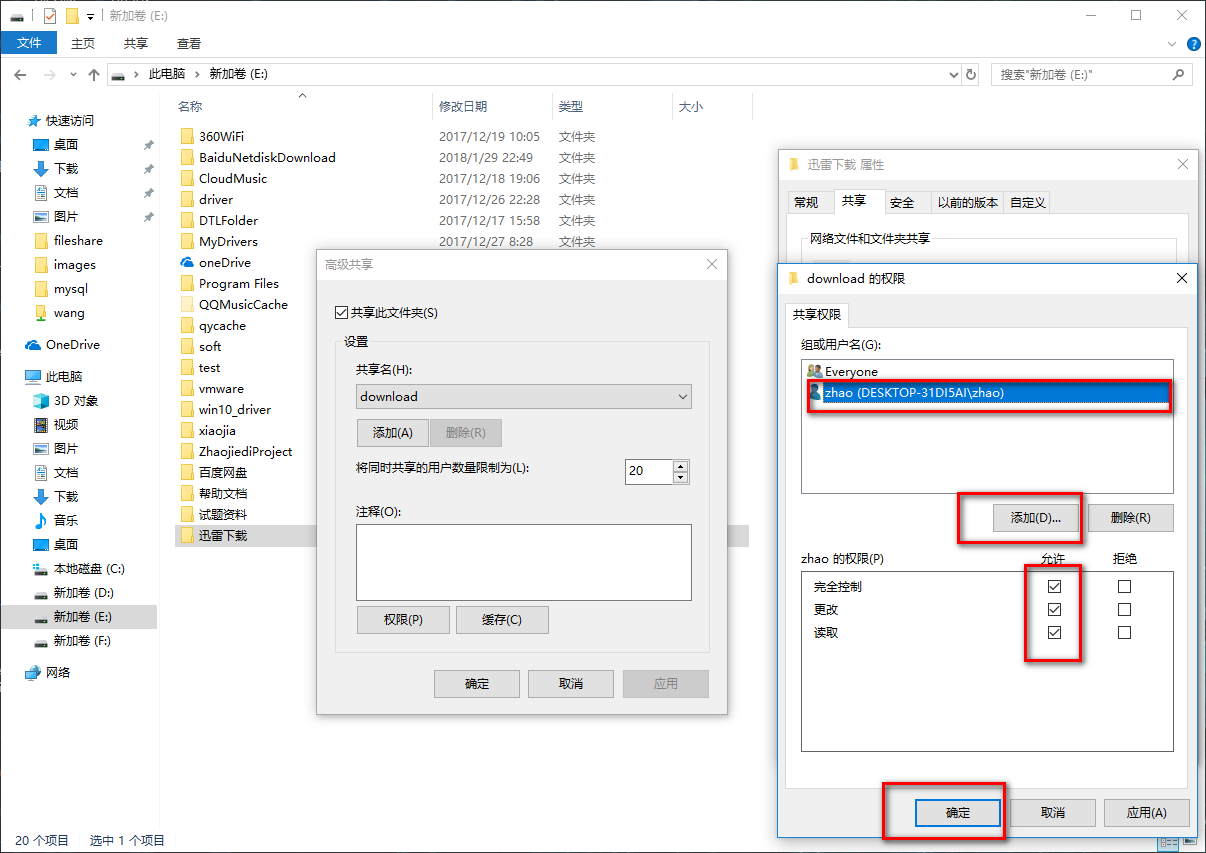 新加卷 (E:)
文件 主页 共享 查看
此电脑 新加卷 (E:) 搜索"新加卷 (E:)"
名称 修改日期 类型 大小
快速访问
桌面
下载
文档
图片
fileshare
images
mysql
wang
OneDrive
此电脑
3D 对象
视频
图片
文档
下载
音乐
桌面
本地磁盘 (C:)
新加卷 (D:)
新加卷 (E:)
新加卷 (F:)
网络
360WiFi 2017/12/19 10:05 文件夹
BaiduNetdiskDownload 2018/1/29 22:49 文件夹
CloudMusic 2017/12/18 19:06 文件夹
driver 2017/12/26 22:28 文件夹
DTLFolder 2017/12/17 15:58 文件夹
MyDrivers 2017/12/27 8:28 文件夹
oneDrive
Program Files
QQMusicCache
qycache
soft
test
vmware
win10_driver
xiaojia
ZhaojiediProject
百度网盘
帮助文档
试题资料
迅雷下载
20 个项目 选中 1 个项目
高级共享
共享此文件夹(S)
设置
共享名(H):
download
添加(A) 删除(R)
将同时共享的用户数量限制为(L): 20
注释(O):
权限(P) 缓存(C)
确定 取消 应用
迅雷下载 属性
常规 共享 安全 以前的版本 自定义
网络文件和文件夹共享
download 的权限
共享权限
组或用户名(G):
Everyone
zhao (DESKTOP-31DI5AI\zhao)
添加(D)... 删除(R)
zhao 的权限(P) 允许 拒绝
完全控制
更改
读取
确定 取消 应用(A)